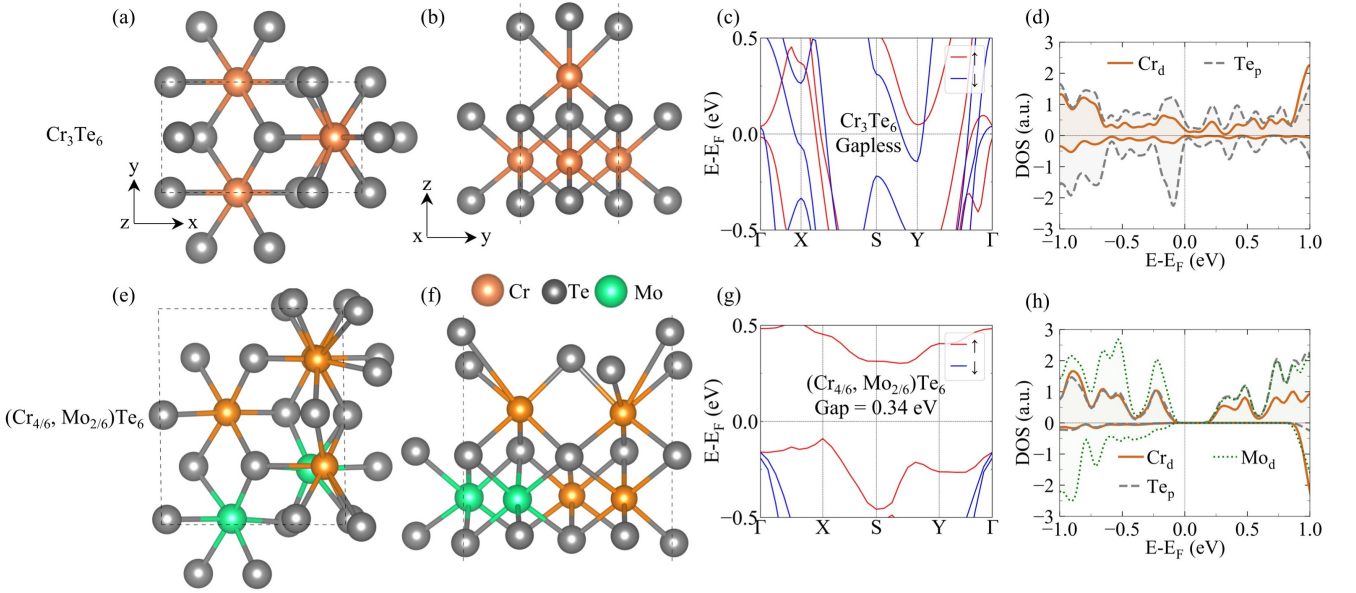 (a)
(b)
(c)
(d)
Cr3Te6
y
z
x
z
x
y
E-EF (eV)
0.5
0.0
−0.5
↑
↓
Cr3Te6
Gapless
Γ
X
S
Y
Γ
DOS (a.u.)
3
2
1
0
−1
−2
−3
Crd
Tep
−1.0
−0.5
0.0
0.5
1.0
E-EF (eV)
(e)
(f)
Cr
Te
Mo
(g)
(h)
(Cr4/6, Mo2/6)Te6
E-EF (eV)
0.5
0.0
−0.5
↑
↓
(Cr4/6, Mo2/6)Te6
Gap = 0.34 eV
Γ
X
S
Y
Γ
DOS (a.u.)
3
2
1
0
−1
−2
−3
Crd
Mod
Tep
−1.0
−0.5
0.0
0.5
1.0
E-EF (eV)